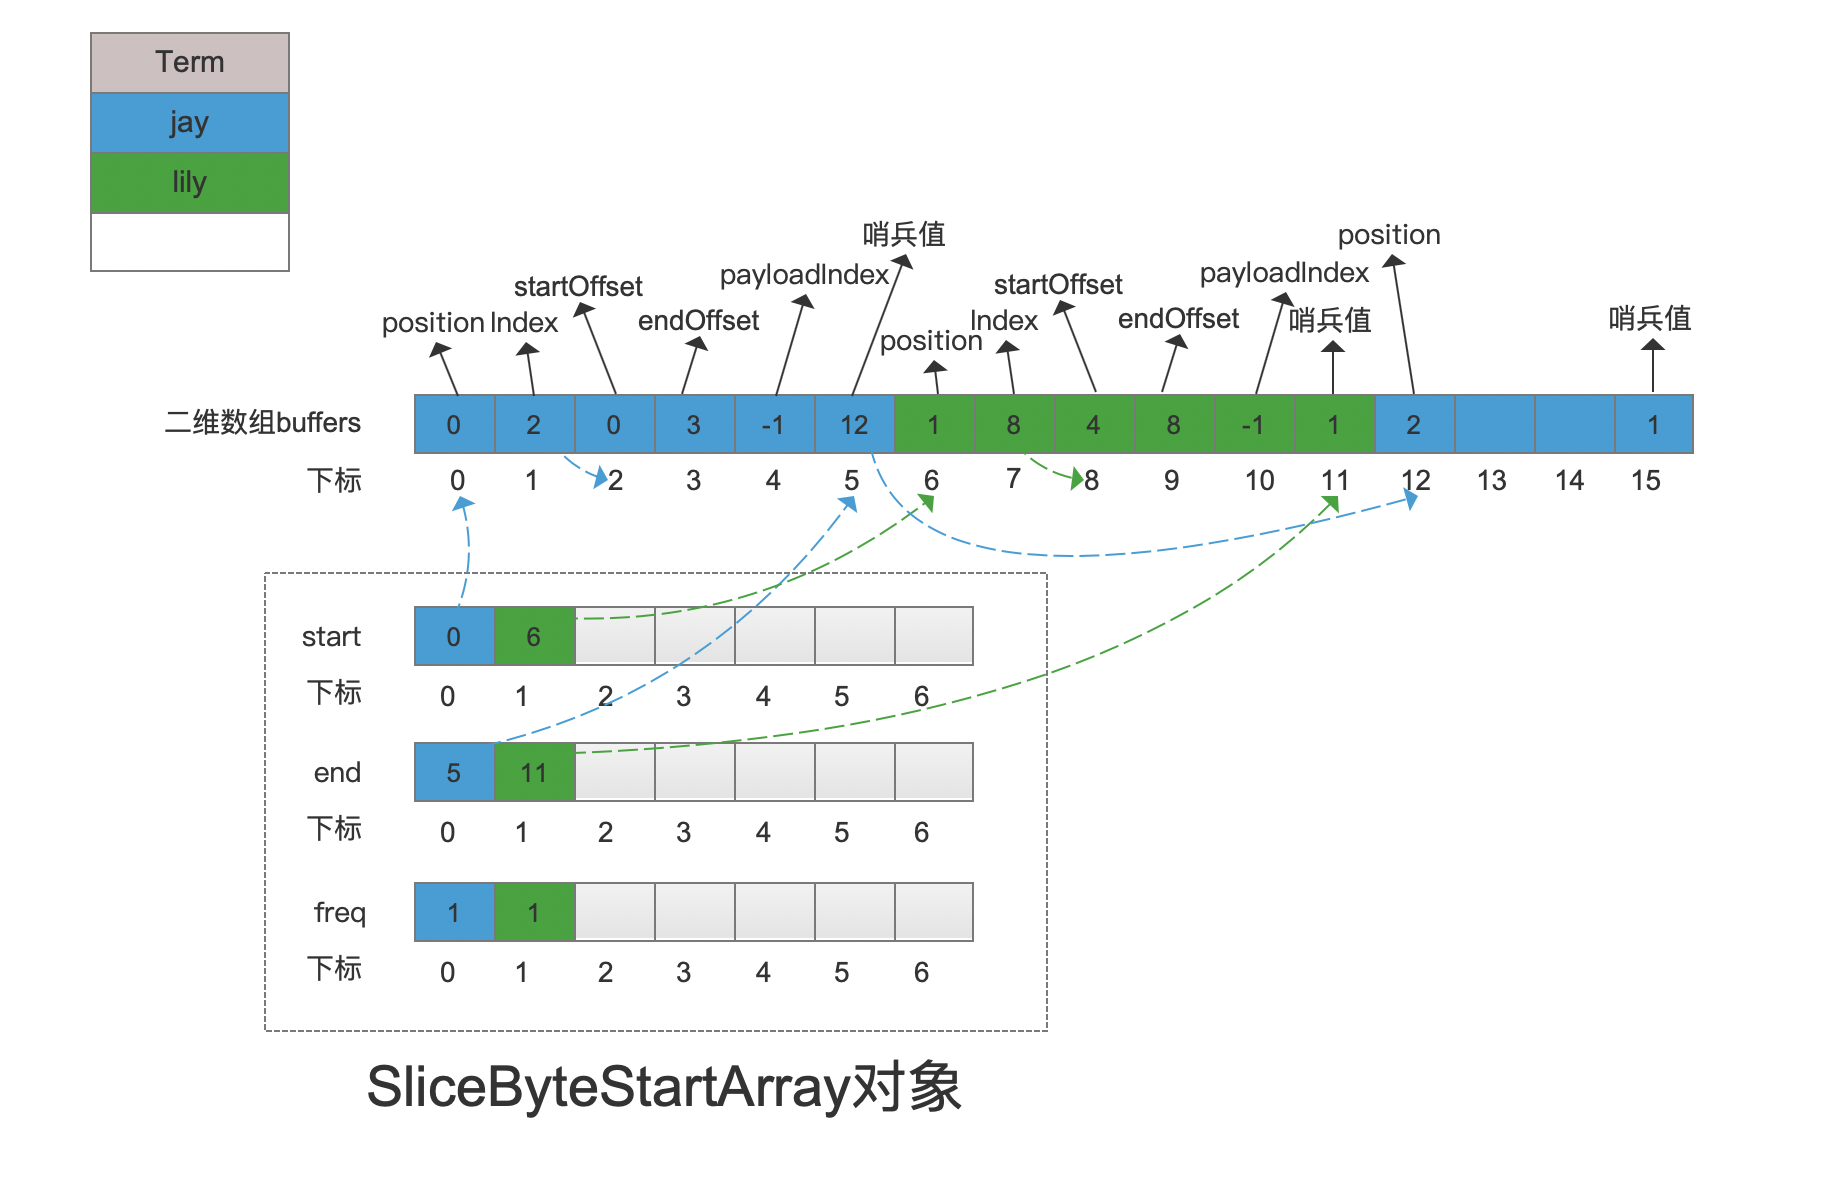 Term
jay
lily
哨兵值
position
startOffset
payloadIndex
startOffset
payloadIndex
position Index
endOffset
position
Index
endOffset
哨兵值
哨兵值
二维数组buffers 0 2 0 3 -1 12 1 8 4 8 -1 1 2 1
下标 0 1 2 3 4 5 6 7 8 9 10 11 12 13 14 15
start 0 6
下标 0 1 2 3 4 5 6
end 5 11
下标 0 1 2 3 4 5 6
freq 1 1
下标 0 1 2 3 4 5 6
SliceByteStartArray对象